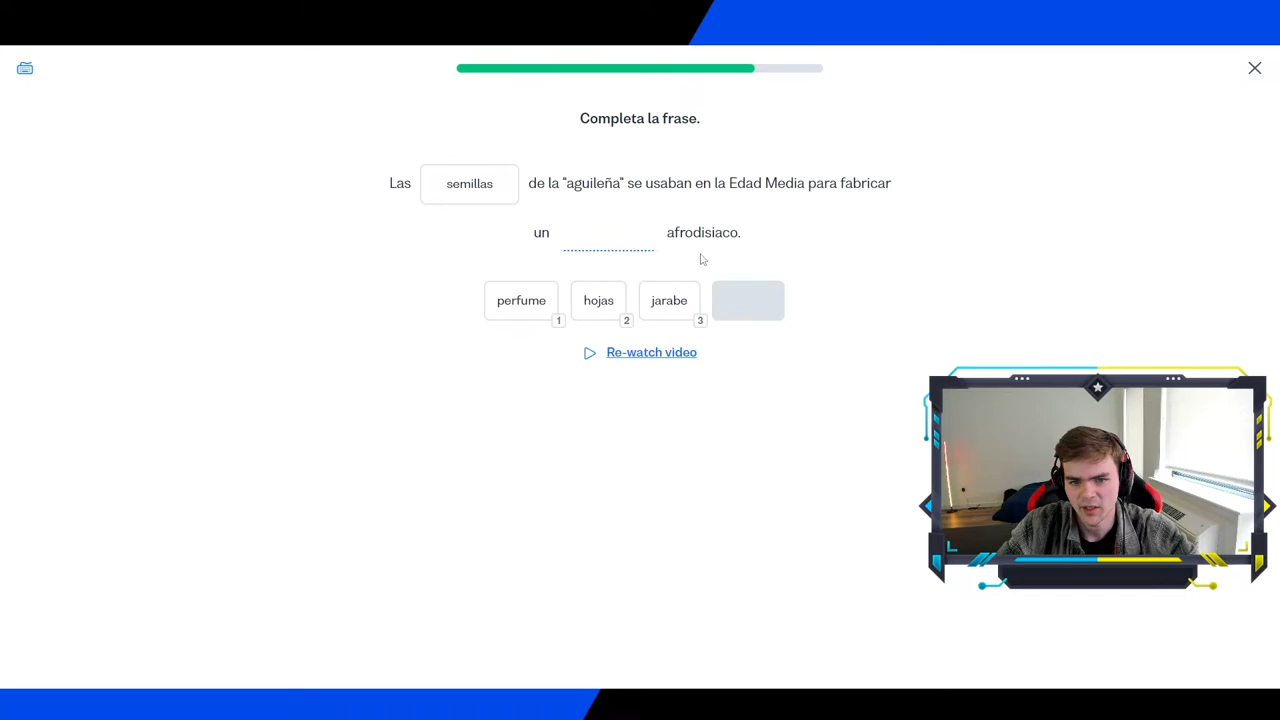 Completa la frase.
Las semillas de la "aguileña" se usaban en la Edad Media para fabricar
un afrodisiaco.
perfume hojas jarabe
1 2 3
Re-watch video